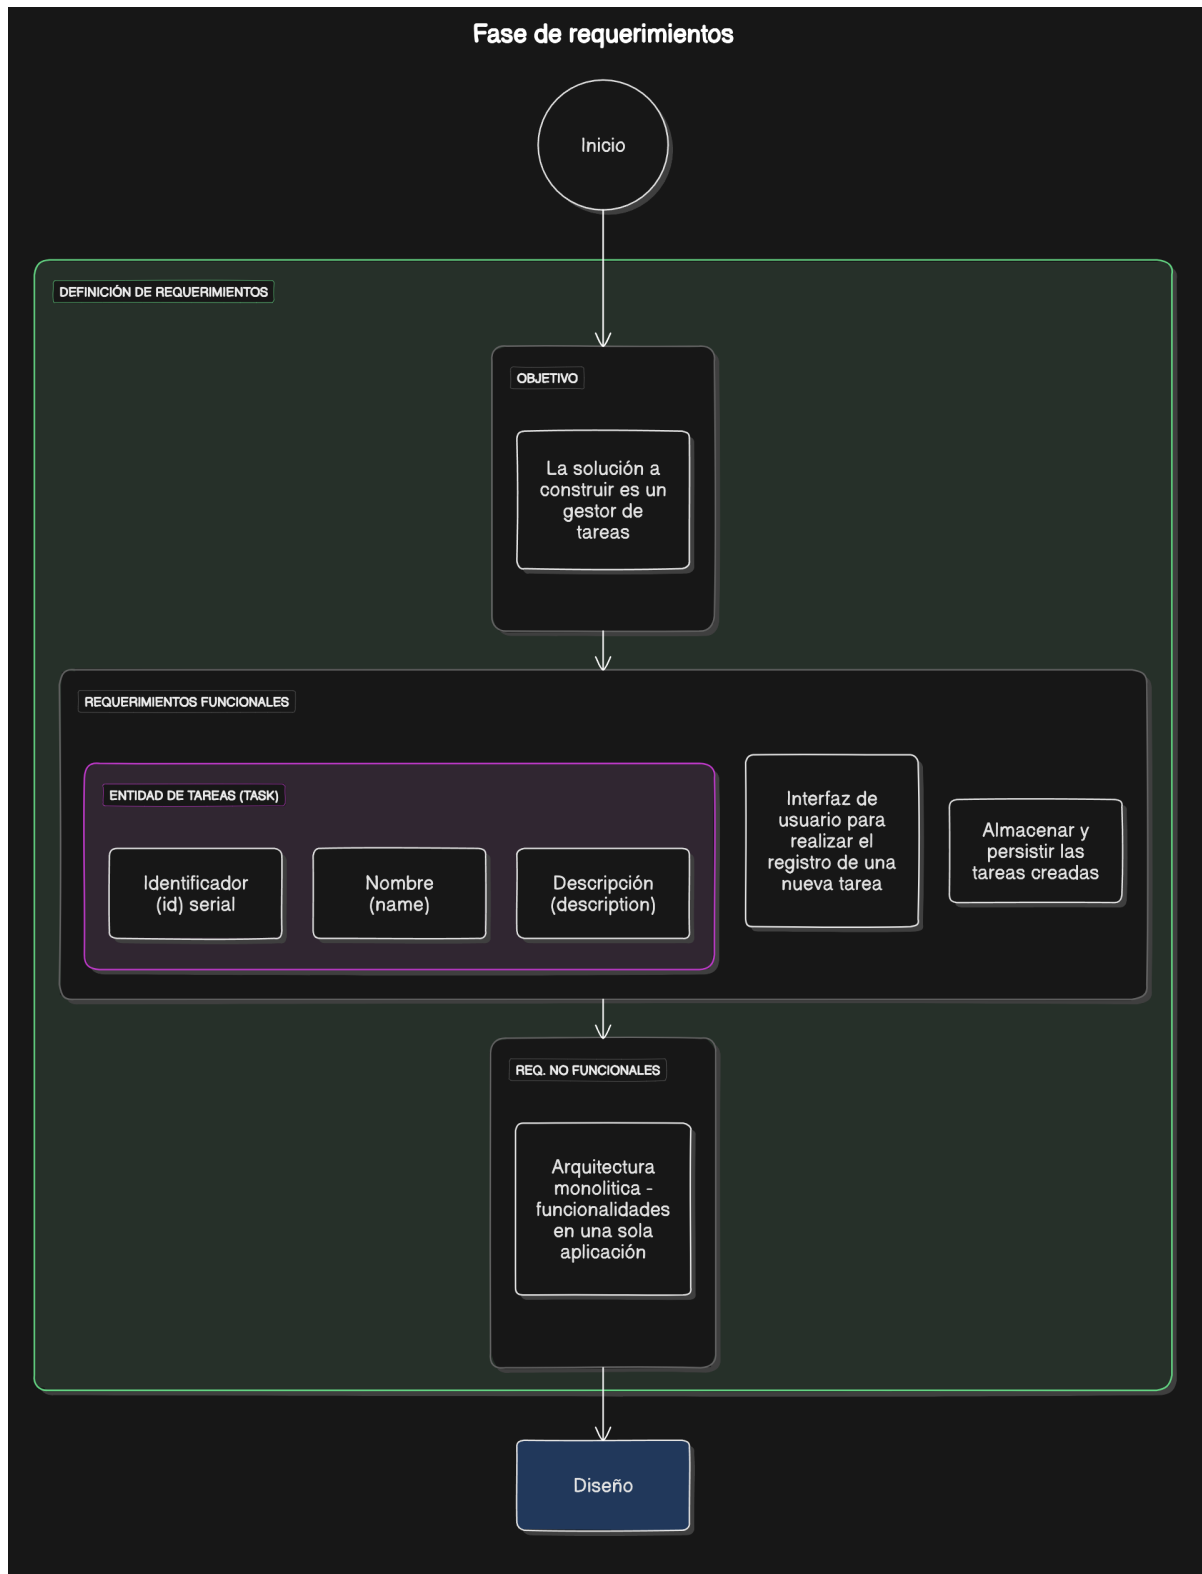 Fase de requerimientos
Inicio
DEFINICIÓN DE REQUERIMIENTOS
OBJETIVO
La solución a
construir es un
gestor de
tareas
REQUERIMIENTOS FUNCIONALES
ENTIDAD DE TAREAS (TASK)
Identificador
(id) serial
Nombre
(name)
Descripción
(description)
Interfaz de
usuario para
realizar el
registro de una
nueva tarea
Almacenar y
persistir las
tareas creadas
REQ. NO FUNCIONALES
Arquitectura
monolitica -
funcionalidades
en una sola
aplicación
Diseño